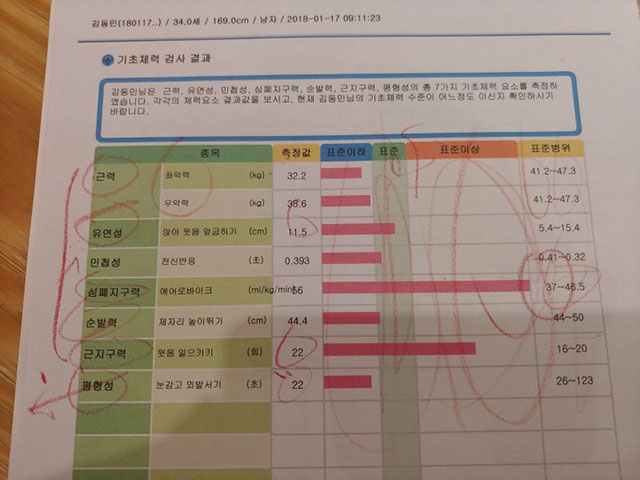 김동민(180117..) / 34.0세 / 169.0cm / 남자 / 2018-01-17 09:11:23
기초체력 검사 결과
김동민님은 근력, 유연성, 민첩성, 심폐지구력, 순발력, 근지구력, 평형성의 총 7가지 기초체력 요소를 측정하
였습니다. 각각의 체력요소 결과값을 보시고, 현재 김동민님의 기초체력 수준이 어느정도 이신지 확인하시기
바랍니다.
종목 측정값 표준이하 표준 표준이상 표준범위
근력 좌악력 (kg) 32.2 41.2~47.3
우악력 (kg) 38.6 41.2~47.3
유연성 앉아 윗몸 앞굽히기 (cm) 11.5 5.4~15.4
민첩성 전신반응 (초) 0.393 0.41~0.32
심폐지구력 에어로바이크 (ml/kg/min) 56 37~46.5
순발력 제자리 높이뛰기 (cm) 44.4 44~50
근지구력 윗몸 일으키키 (회) 22 16~20
평형성 눈감고 외발서기 (초) 22 26~123